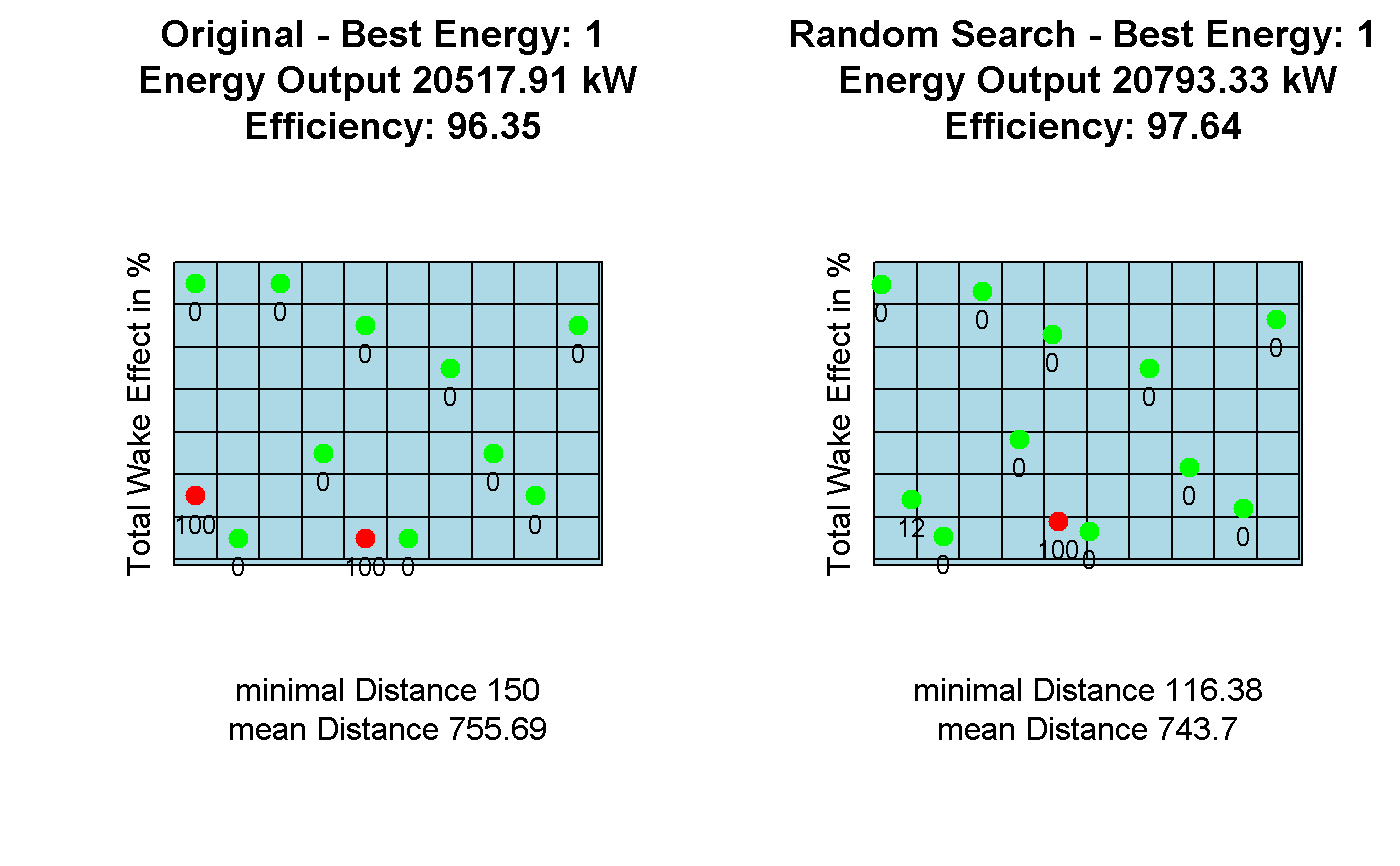 Original - Best Energy: 1
Energy Output 20517.91 kW
Efficiency: 96.35
Total Wake Effect in %
0
0
0
0
0
0
0
100
0
0
100
0
minimal Distance 150
mean Distance 755.69
Random Search - Best Energy: 1
Energy Output 20793.33 kW
Efficiency: 97.64
Total Wake Effect in %
0
0
0
0
0
0
0
12
0
100
0
0
minimal Distance 116.38
mean Distance 743.7